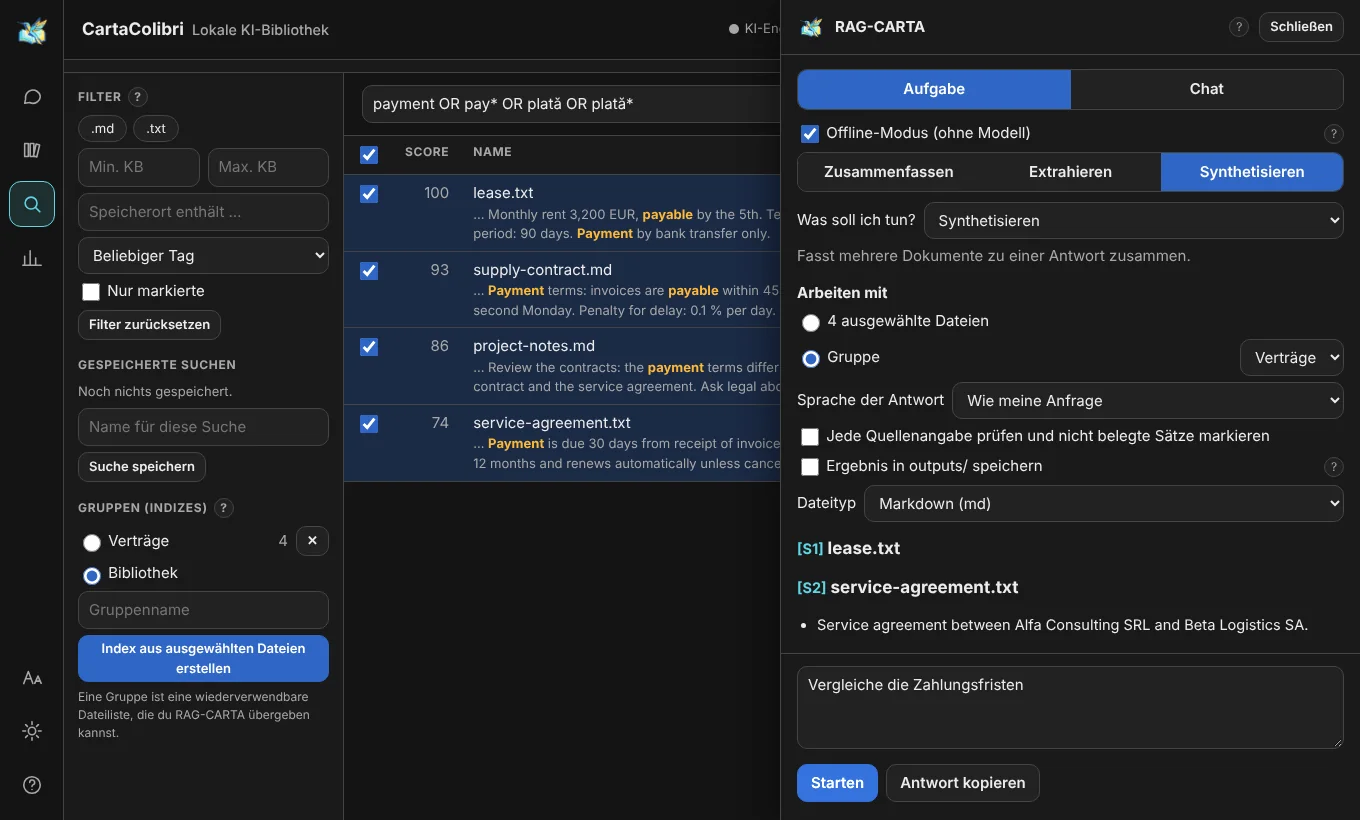 CartaColibri Lokale KI-Bibliothek
KI-En
FILTER ?
.md .txt
Min. KB Max. KB
Speicherort enthält ...
Beliebiger Tag
Nur markierte
Filter zurücksetzen
GESPEICHERTE SUCHEN
Noch nichts gespeichert.
Name für diese Suche
Suche speichern
GRUPPEN (INDIZES) ?
Verträge 4 ×
Bibliothek
Gruppenname
Index aus ausgewählten Dateien
erstellen
Eine Gruppe ist eine wiederverwendbare
Dateiliste, die du RAG-CARTA übergeben
kannst.
AA
?
payment OR pay* OR plată OR plată*
SCORE NAME
100 lease.txt
... Monthly rent 3,200 EUR, payable by the 5th. Te
period: 90 days. Payment by bank transfer only.
93 supply-contract.md
... Payment terms: invoices are payable within 45
second Monday. Penalty for delay: 0.1 % per day.
86 project-notes.md
... Review the contracts: the payment terms differ
contract and the service agreement. Ask legal abo
74 service-agreement.txt
... Payment is due 30 days from receipt of invoice
12 months and renews automatically unless cance
RAG-CARTA ? Schließen
Aufgabe Chat
Offline-Modus (ohne Modell) ?
Zusammenfassen Extrahieren Synthetisieren
Was soll ich tun? Synthetisieren
Fasst mehrere Dokumente zu einer Antwort zusammen.
Arbeiten mit
4 ausgewählte Dateien
Gruppe Verträge
Sprache der Antwort Wie meine Anfrage
Jede Quellenangabe prüfen und nicht belegte Sätze markieren
Ergebnis in outputs/ speichern ?
Dateityp Markdown (md)
[S1] lease.txt
[S2] service-agreement.txt
• Service agreement between Alfa Consulting SRL and Beta Logistics SA.
Vergleiche die Zahlungsfristen
Starten Antwort kopieren